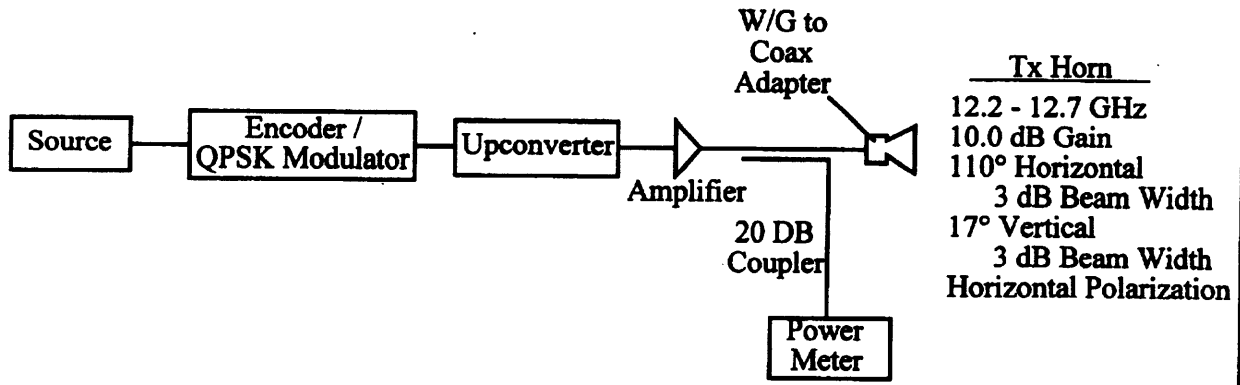 W/G to
Coax
Adapter
Source
Encoder /
QPSK Modulator
Upconverter
Amplifier
20 DB
Coupler
Power
Meter
Tx Horn
12.2 - 12.7 GHz
10.0 dB Gain
110° Horizontal
3 dB Beam Width
17° Vertical
3 dB Beam Width
Horizontal Polarization